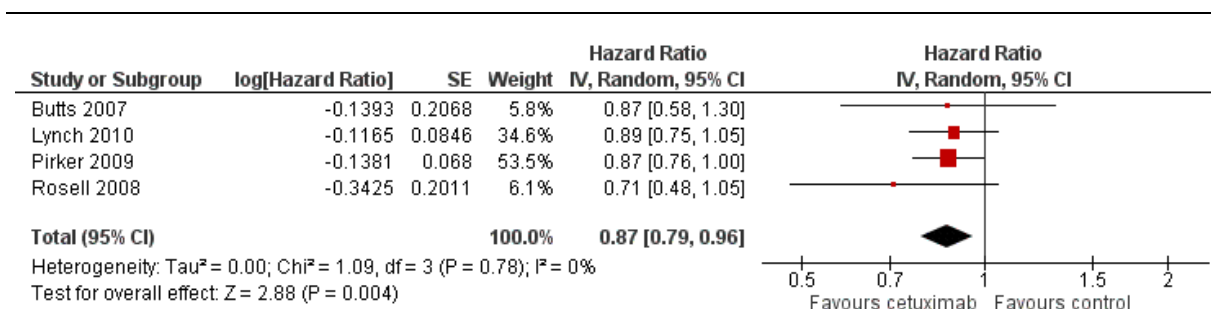 Hazard Ratio Hazard Ratio
Study or Subgroup log[Hazard Ratio] SE Weight IV, Random, 95% CI IV, Random, 95% CI
Butts 2007 -0.1393 0.2068 5.8% 0.87 [0.58, 1.30]
Lynch 2010 -0.1165 0.0846 34.6% 0.89 [0.75, 1.05]
Pirker 2009 -0.1381 0.068 53.5% 0.87 [0.76, 1.00]
Rosell 2008 -0.3425 0.2011 6.1% 0.71 [0.48, 1.05]
Total (95% CI) 100.0% 0.87 [0.79, 0.96]
Heterogeneity: Tau² = 0.00; Chi² = 1.09, df = 3 (P = 0.78); I² = 0%
Test for overall effect: Z = 2.88 (P = 0.004)
0.5 0.7 1 1.5 2
Favours cetuximab Favours control